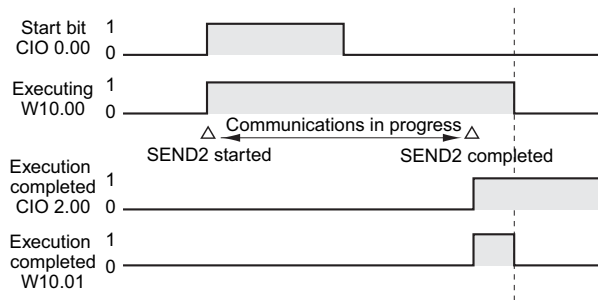 Start bit 1
CIO 0.00 0
Executing 1
W10.00 0
Communications in progress
SEND2 started SEND2 completed
Execution
completed 1
CIO 2.00 0
Execution
completed 1
W10.01 0